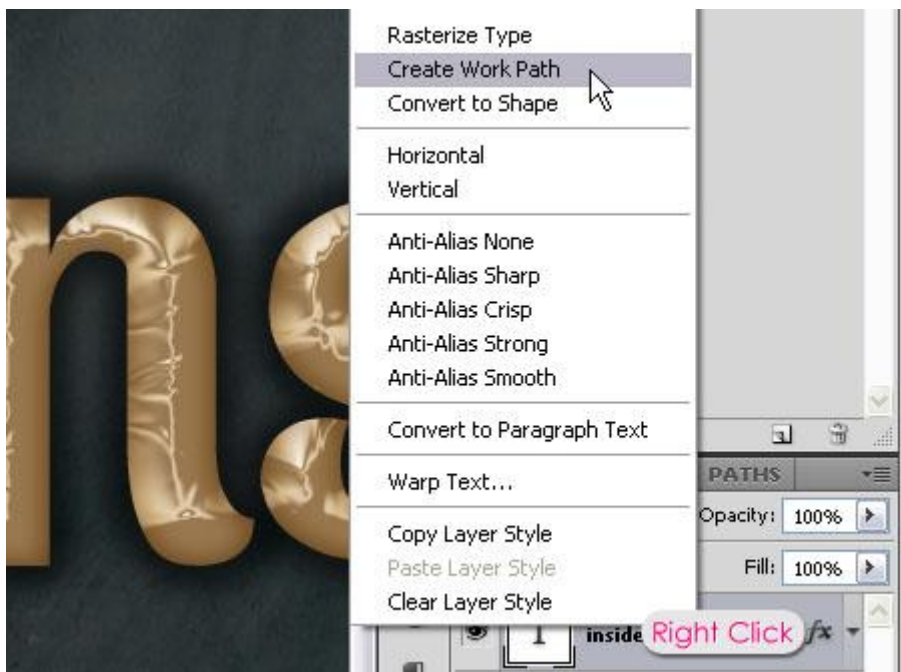 Rasterize Type
Create Work Path
Convert to Shape
Horizontal
Vertical
Anti-Alias None
Anti-Alias Sharp
Anti-Alias Crisp
Anti-Alias Strong
Anti-Alias Smooth
Convert to Paragraph Text
Warp Text...
Copy Layer Style
Paste Layer Style
Clear Layer Style
PATHS
Opacity: 100%
Fill: 100%
T inside Right Click fx
ns